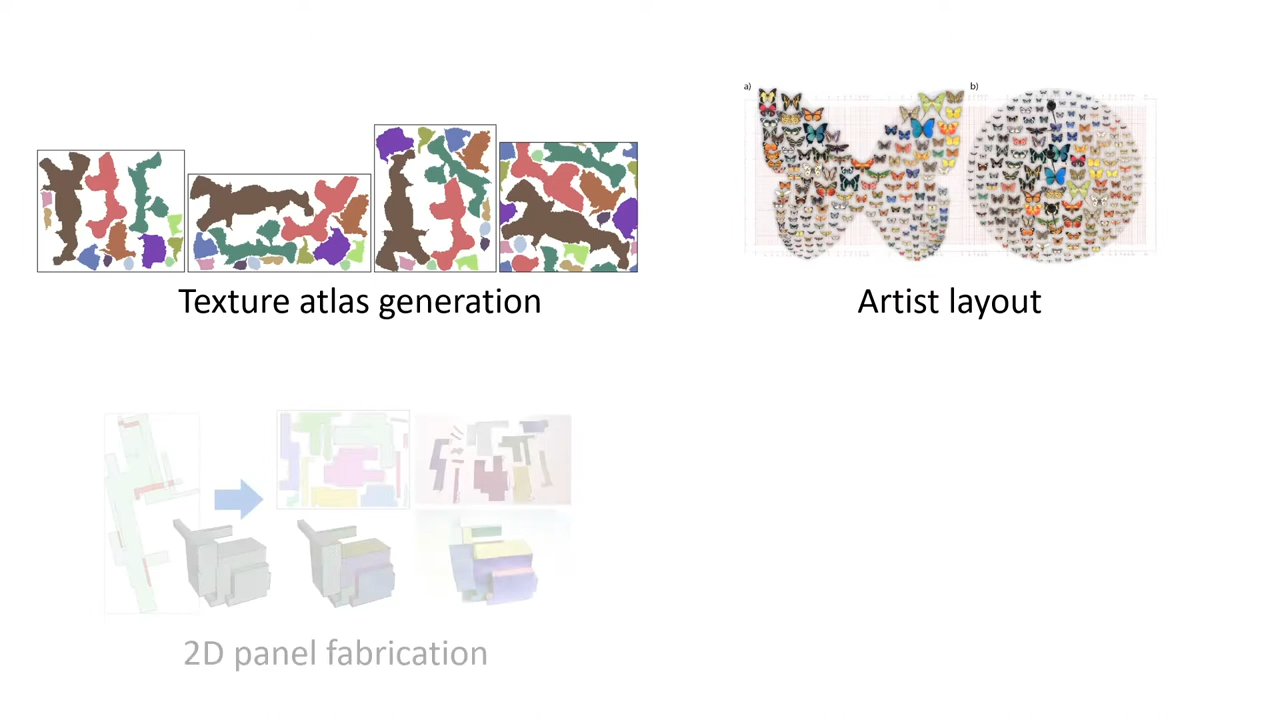 a)
b)
Texture atlas generation
Artist layout
2D panel fabrication